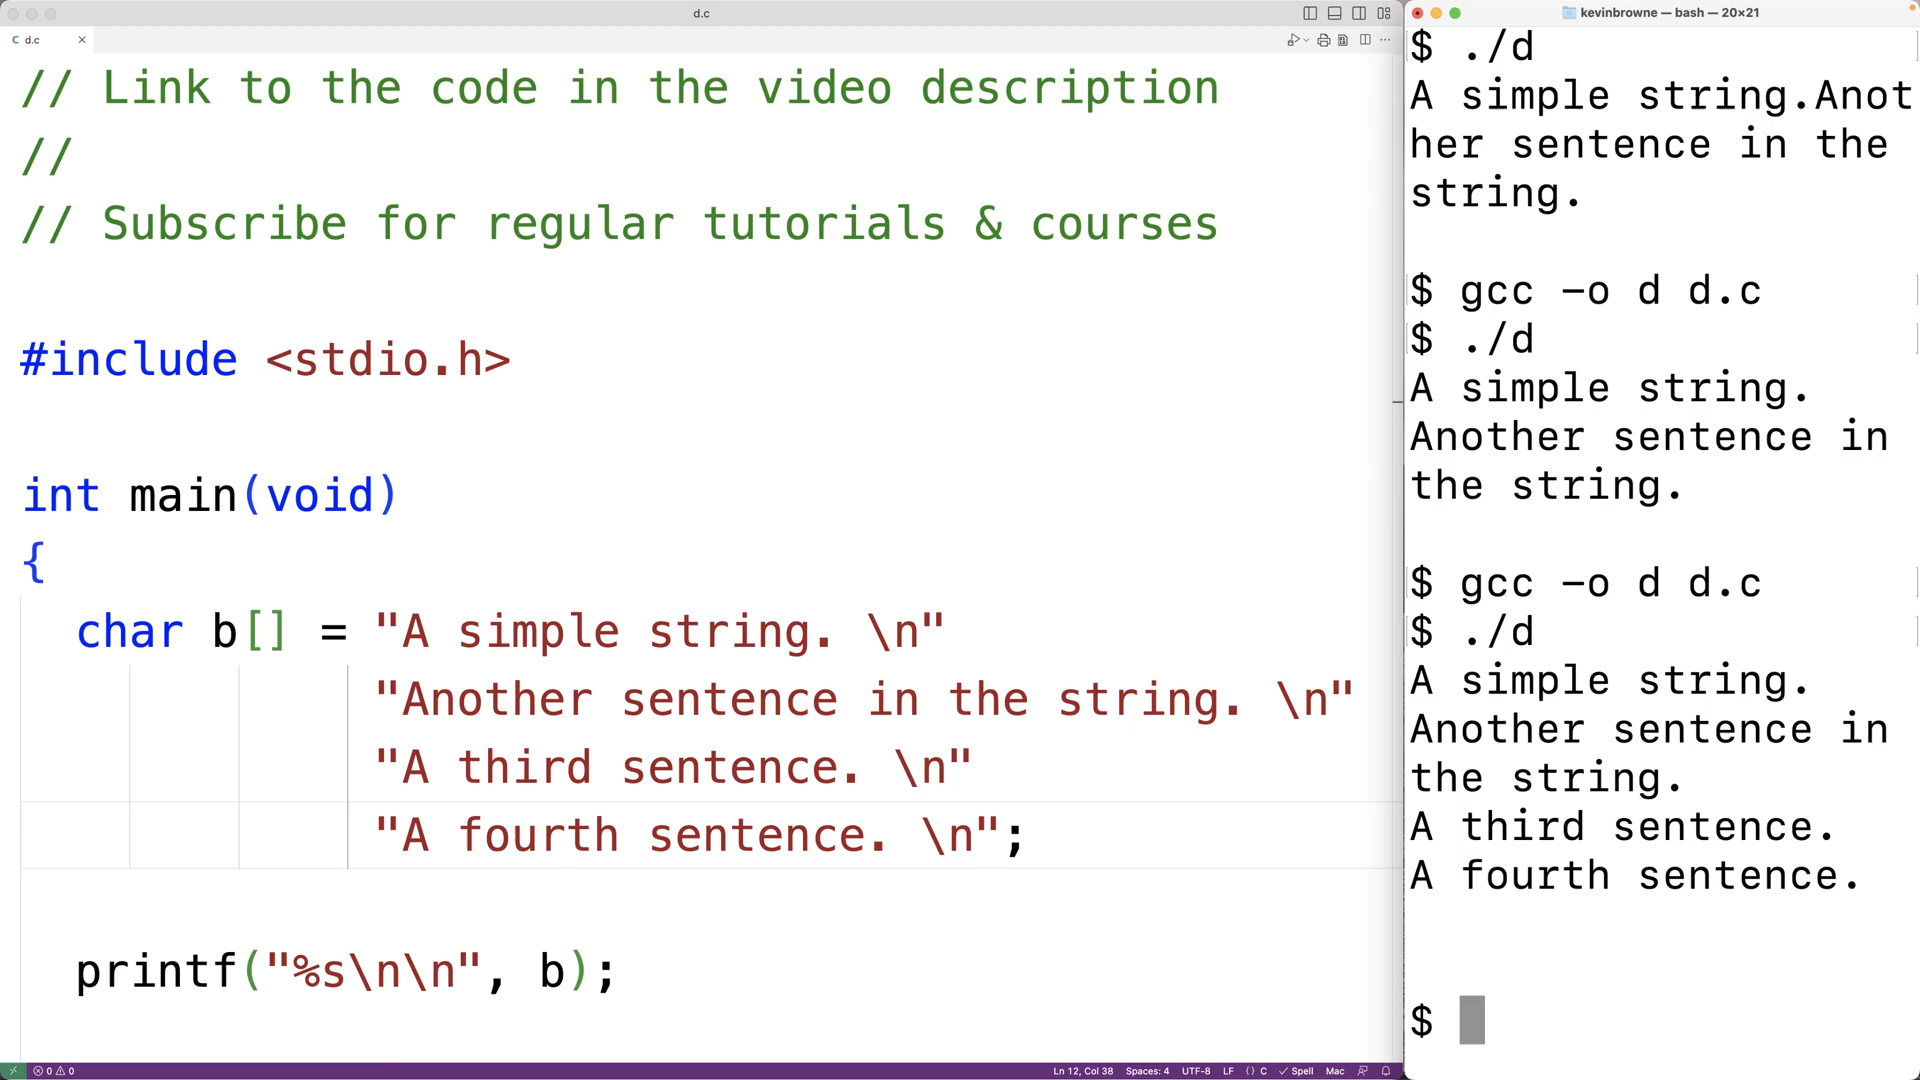 d.c
C d.c ×
// Link to the code in the video description
//
// Subscribe for regular tutorials & courses
#include <stdio.h>
int main(void)
{
char b[] = "A simple string. \n"
"Another sentence in the string. \n"
"A third sentence. \n"
"A fourth sentence. \n";
printf("%s\n\n", b);
0 0
Ln 12, Col 38 Spaces: 4 UTF-8 LF {} C Spell Mac
kevinbrowne — bash — 20×21
$ ./d
A simple string.Anot
her sentence in the
string.
$ gcc -o d d.c
$ ./d
A simple string.
Another sentence in
the string.
$ gcc -o d d.c
$ ./d
A simple string.
Another sentence in
the string.
A third sentence.
A fourth sentence.
$